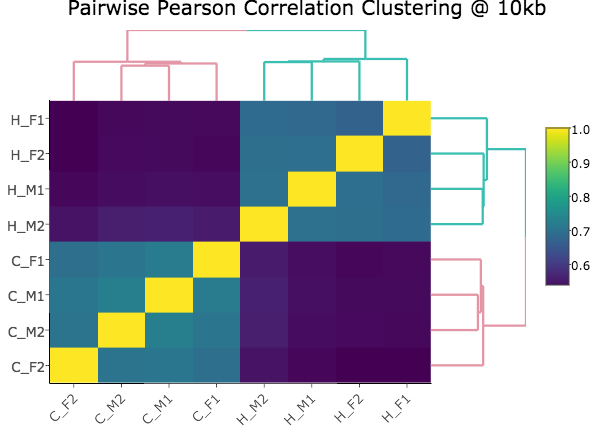 Pairwise Pearson Correlation Clustering @ 10kb
H_F1
H_F2
H_M1
H_M2
C_F1
C_M1
C_M2
C_F2
1.0
0.9
0.8
0.7
0.6
C_F2 C_M2 C_M1 C_F1 H_M2 H_M1 H_F2 H_F1